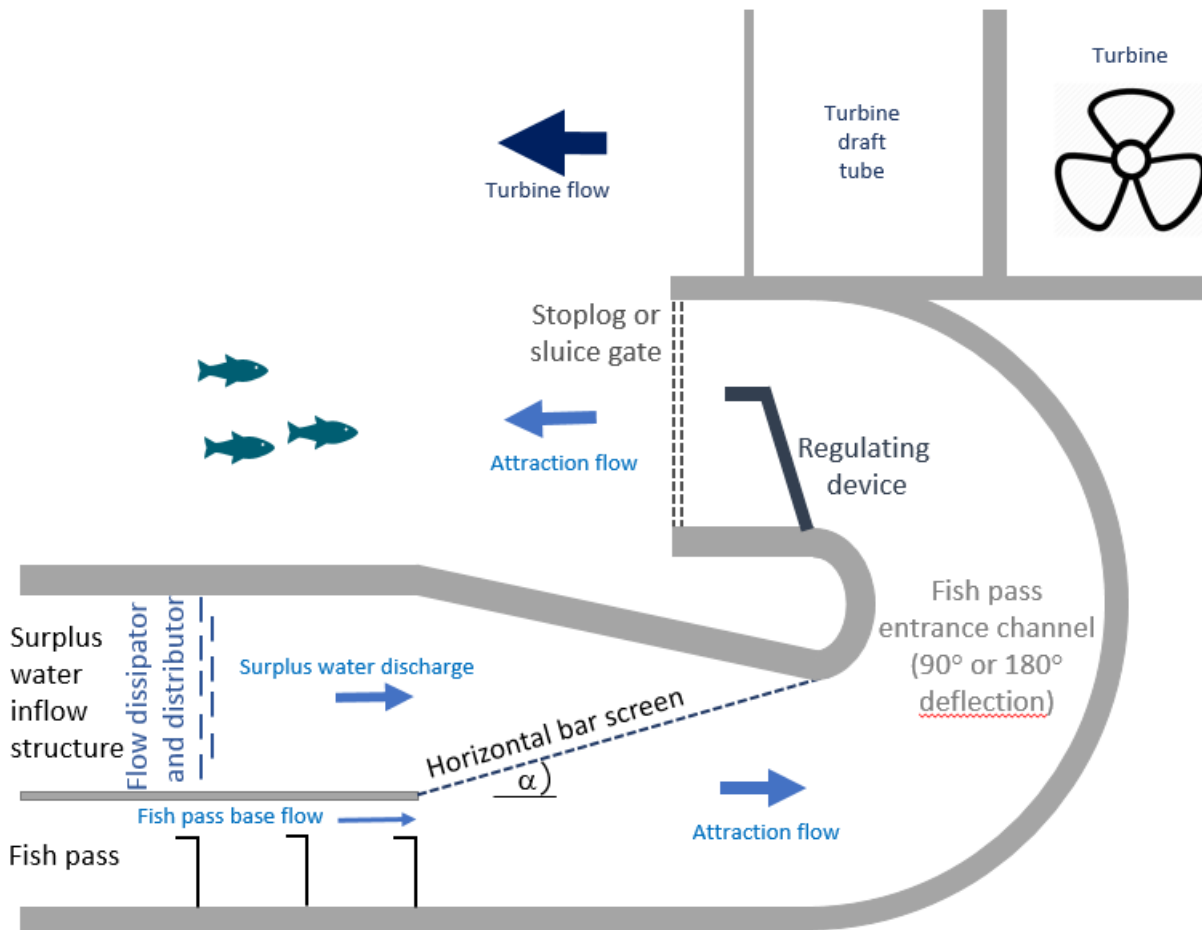 Turbine
Turbine
draft
tube
Turbine flow
Stoplog or
sluice gate
Attraction flow
Regulating
device
Fish pass
entrance channel
(90° or 180°
deflection)
Surplus
water
inflow
structure
Flow dissipator
and distributor
Surplus water discharge
Horizontal bar screen
α
Fish pass base flow
Attraction flow
Fish pass